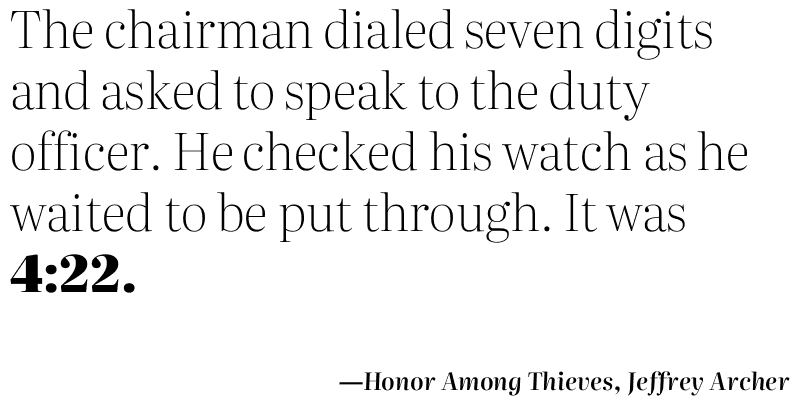 The chairman dialed seven digits
and asked to speak to the duty
officer. He checked his watch as he
waited to be put through. It was
4:22.
—Honor Among Thieves, Jeffrey Archer